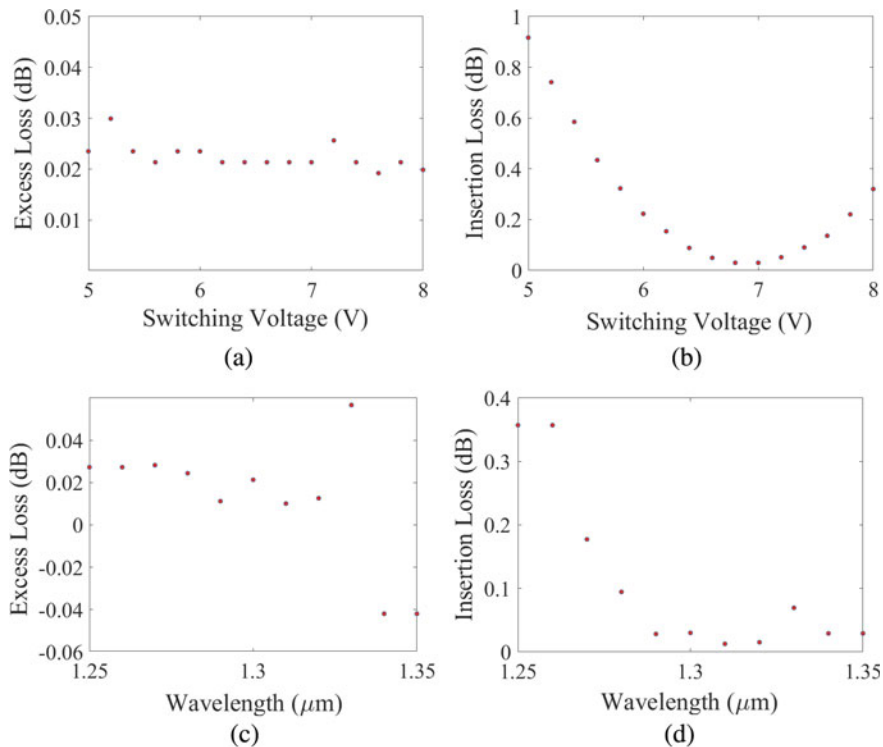 0.05
0.04
0.03
0.02
0.01
5 6 7 8
Excess Loss (dB)
Switching Voltage (V)
(a)
1
0.8
0.6
0.4
0.2
0
5 6 7 8
Insertion Loss (dB)
Switching Voltage (V)
(b)
0.04
0.02
0
-0.02
-0.04
-0.06
1.25 1.3 1.35
Excess Loss (dB)
Wavelength (μm)
(c)
0.4
0.3
0.2
0.1
0
1.25 1.3 1.35
Insertion Loss (dB)
Wavelength (μm)
(d)